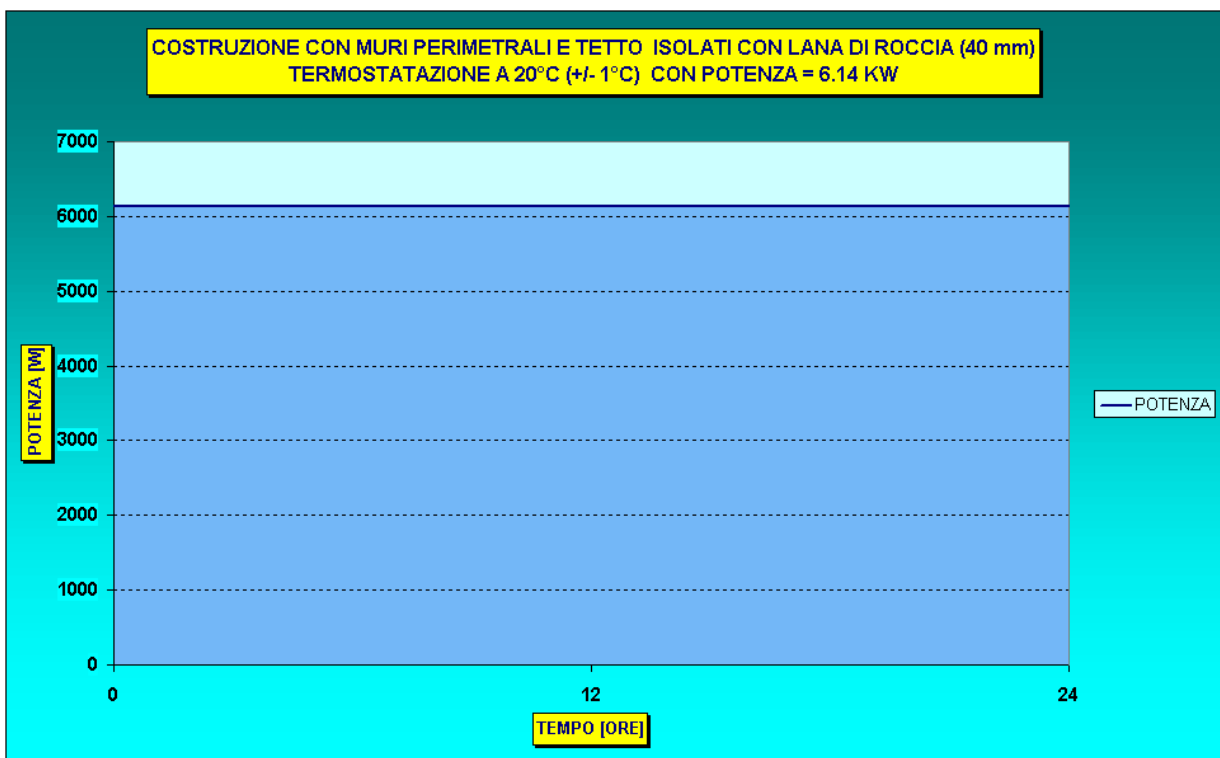 COSTRUZIONE CON MURI PERIMETRALI E TETTO ISOLATI CON LANA DI ROCCIA (40 mm)
TERMOSTATAZIONE A 20°C (+/- 1°C) CON POTENZA = 6.14 KW
7000
6000
5000
4000
3000
2000
1000
0
POTENZA [W]
0
12
24
TEMPO [ORE]
POTENZA